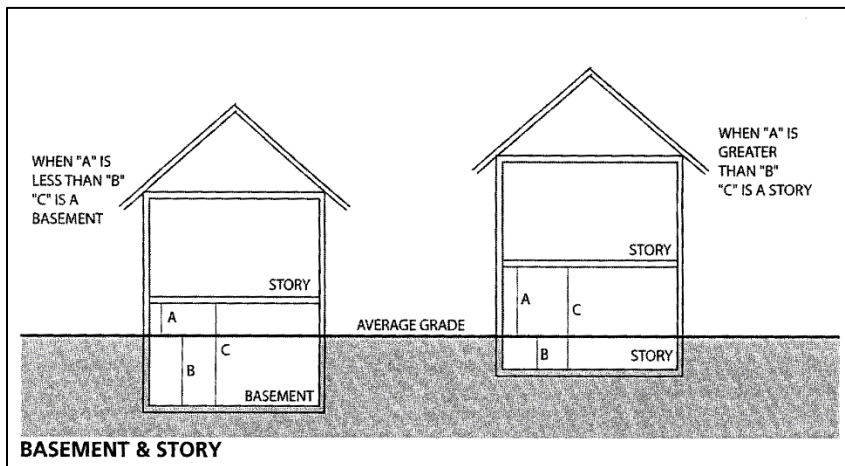 WHEN "A" IS
LESS THAN "B"
"C" IS A
BASEMENT
WHEN "A" IS
GREATER
THAN "B"
"C" IS A STORY
STORY
STORY
A
A
C
C
AVERAGE GRADE
B
B
STORY
BASEMENT
BASEMENT & STORY